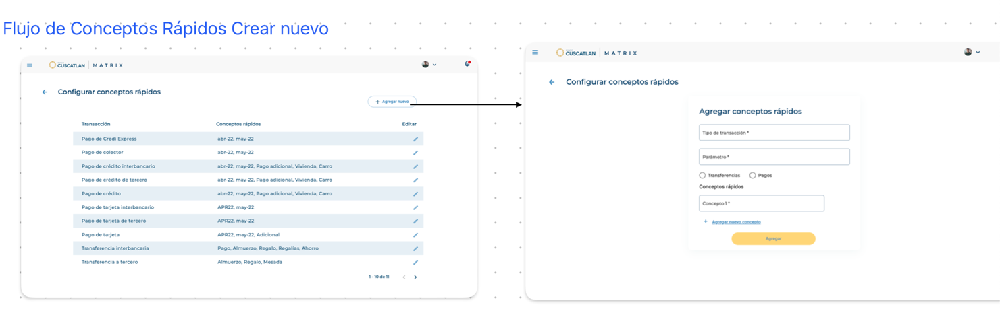 Flujo de Conceptos Rápidos Crear nuevo
CUSCATLAN MATRIX
Configurar conceptos rápidos
+ Agregar nuevo
Transacción Conceptos rápidos Editar
Pago de Credi Express abr-22, may-22
Pago de colector abr-22, may-22
Pago de crédito interbancario abr-22, may-22, Pago adicional, Vivienda, Carro
Pago de crédito de tercero abr-22, may-22, Pago adicional, Vivienda, Carro
Pago de crédito abr-22, may-22, Pago adicional, Vivienda, Carro
Pago de tarjeta interbancario APR22, may-22
Pago de tarjeta de tercero APR22, may-22
Pago de tarjeta APR22, may-22, Adicional
Transferencia interbancaria Pago, Almuerzo, Regalo, Regalías, Ahorro
Transferencia a tercero Almuerzo, Regalo, Mesada
1 - 10 de 11
CUSCATLAN MATRIX
Configurar conceptos rápidos
Agregar conceptos rápidos
Tipo de transacción *
Parámetro *
Transferencias Pagos
Conceptos rápidos
Concepto 1 *
+ Agregar nuevo concepto
Agregar